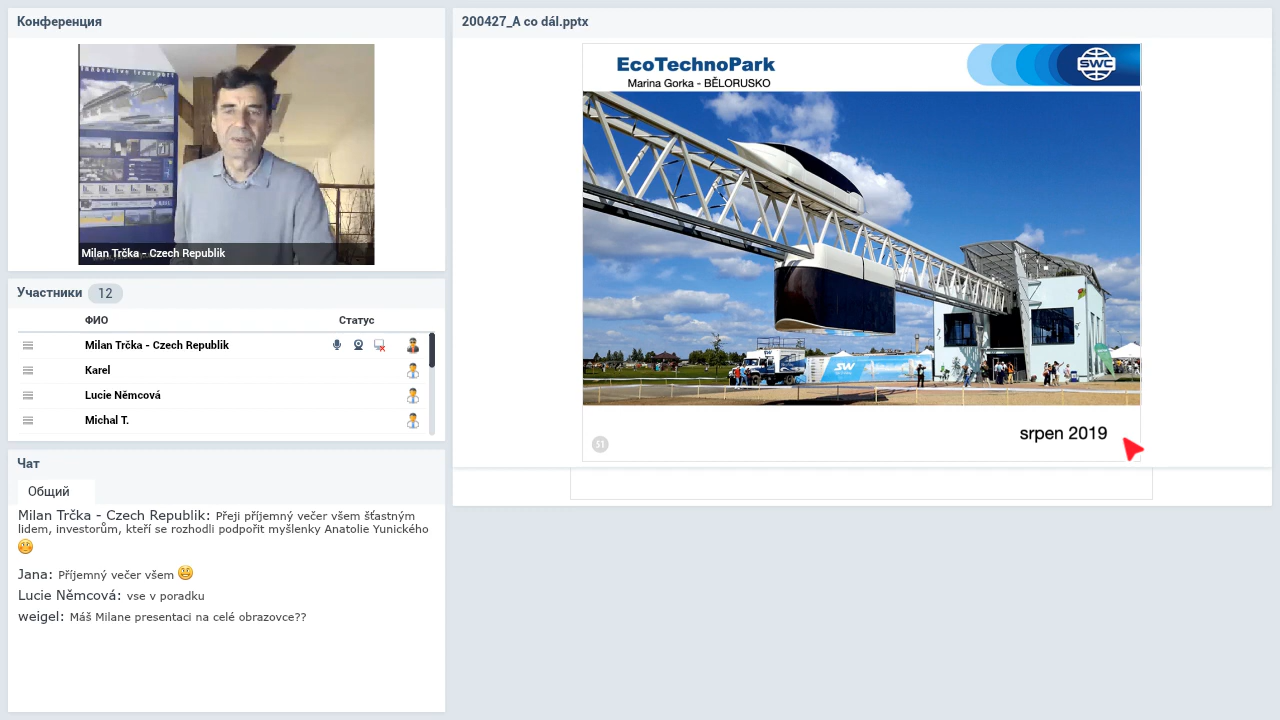 Конференция
innovative transport
Milan Trčka - Czech Republik
Участники 12
ФИО Статус
Milan Trčka - Czech Republik
Karel
Lucie Němcová
Michal T.
Чат
Общий
Milan Trčka - Czech Republik: Přeji příjemný večer všem šťastným
lidem, investorům, kteří se rozhodli podpořit myšlenky Anatolie Yunického
Jana: Příjemný večer všem
Lucie Němcová: vse v poradku
weigel: Máš Milane presentaci na celé obrazovce??
200427_A co dál.pptx
EcoTechnoPark
Marina Gorka - BĚLORUSKO
SWC
SW
srpen 2019
51